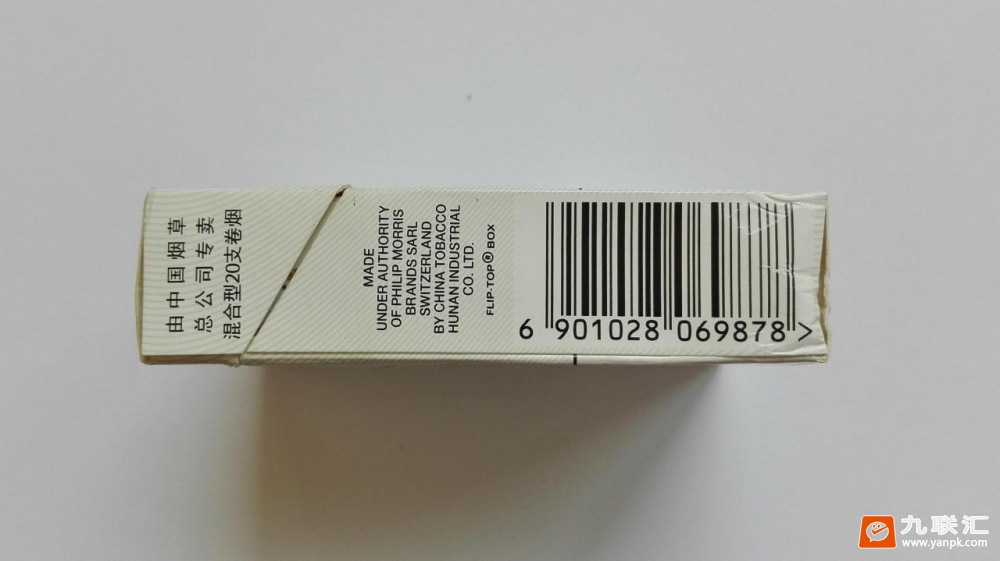 由中国烟草
总公司专卖
混合型20支卷烟
MADE
UNDER AUTHORITY
OF PHILIP MORRIS
BRANDS SARL
SWITZERLAND
BY CHINA TOBACCO
HUNAN INDUSTRIAL
CO. LTD.
FLIP-TOP® BOX
6 901028 069878 >
九联汇
www.yanpk.com